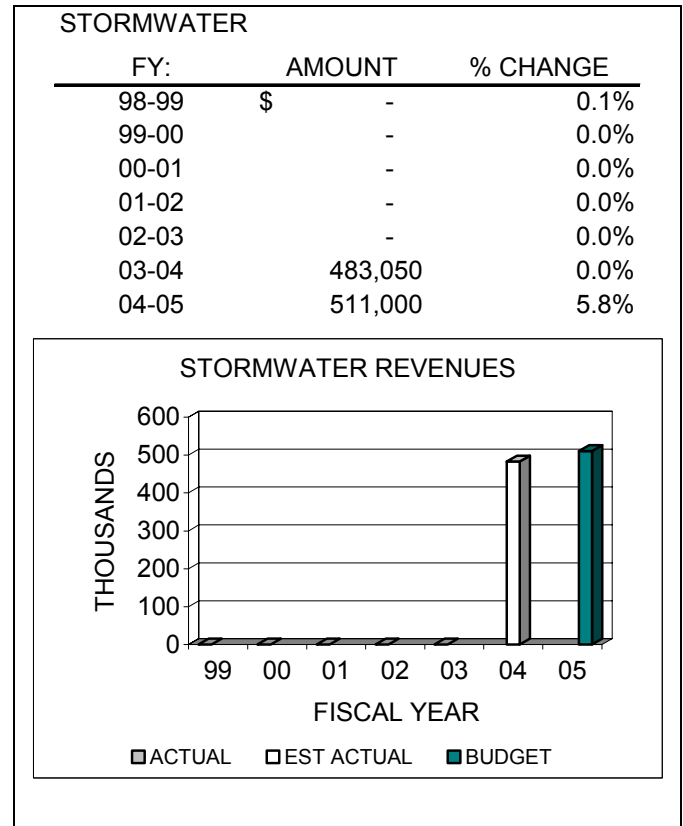 STORMWATER
FY: AMOUNT % CHANGE
98-99 $ - 0.1%
99-00 - 0.0%
00-01 - 0.0%
01-02 - 0.0%
02-03 - 0.0%
03-04 483,050 0.0%
04-05 511,000 5.8%
STORMWATER REVENUES
600
500
400
300
200
100
0
THOUSANDS
99 00 01 02 03 04 05
FISCAL YEAR
ACTUAL EST ACTUAL BUDGET